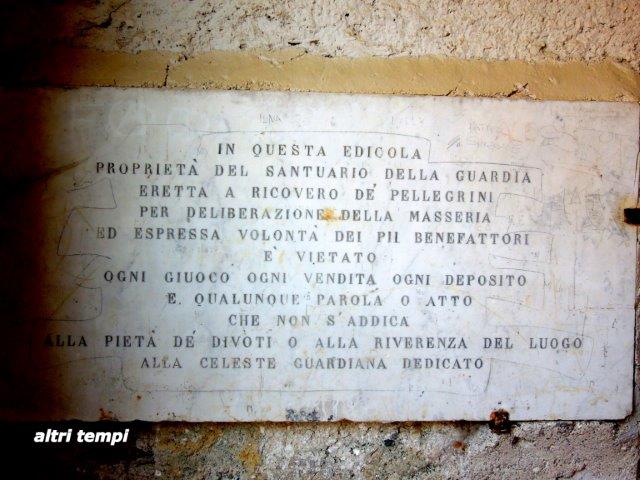 IN QUESTA EDICOLA
PROPRIETÀ DEL SANTUARIO DELLA GUARDIA
ERETTA A RICOVERO DE' PELLEGRINI
PER DELIBERAZIONE DELLA MASSERIA
ED ESPRESSA VOLONTÀ DEI PII BENEFATTORI
È VIETATO
OGNI GIUOCO OGNI VENDITA OGNI DEPOSITO
E QUALUNQUE PAROLA O ATTO
CHE NON S'ADDICA
ALLA PIETÀ DE' DIVOTI O ALLA RIVERENZA DEL LUOGO
ALLA CELESTE GUARDIANA DEDICATO
altri tempi